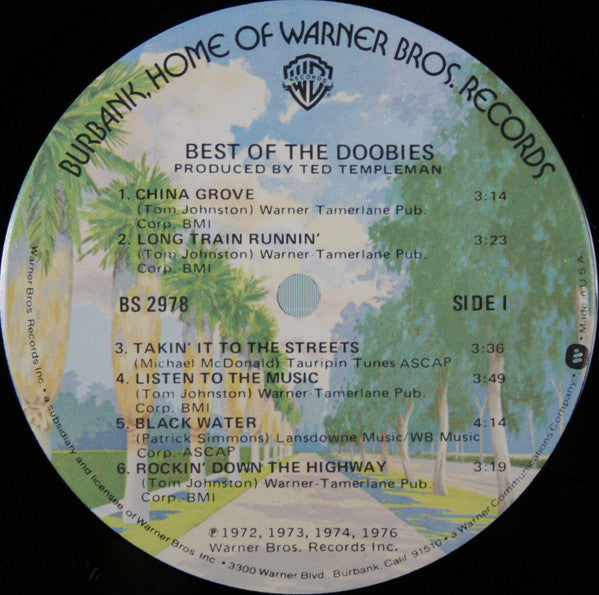 BURBANK, HOME OF WARNER BROS. RECORDS
WB
RECORDS
®
BEST OF THE DOOBIES
PRODUCED BY TED TEMPLEMAN
1. CHINA GROVE 3:14
(Tom Johnston) Warner Tamerlane Pub.
Corp. BMI
2. LONG TRAIN RUNNIN' 3:23
(Tom Johnston) Warner-Tamerlane Pub.
Corp. BMI
BS 2978 SIDE I
3. TAKIN' IT TO THE STREETS 3:36
(Michael McDonald) Tauripin Tunes ASCAP
4. LISTEN TO THE MUSIC 3:49
(Tom Johnston) Warner-Tamerlane Pub.
Corp. BMI
5. BLACK WATER 4:14
(Patrick Simmons) Lansdowne Music/WB Music
Corp.-ASCAP
6. ROCKIN' DOWN THE HIGHWAY 3:19
(Tom Johnston) Warner-Tamerlane Pub.
Corp.-BMI
℗ 1972, 1973, 1974, 1976
Warner Bros. Records Inc.
Warner Bros. Records Inc. • a subsidiary and licensee of Warner Bros. Inc. • 3300 Warner Blvd., Burbank, Calif. 91510 • a Warner Communications Company • Made in U.S.A.